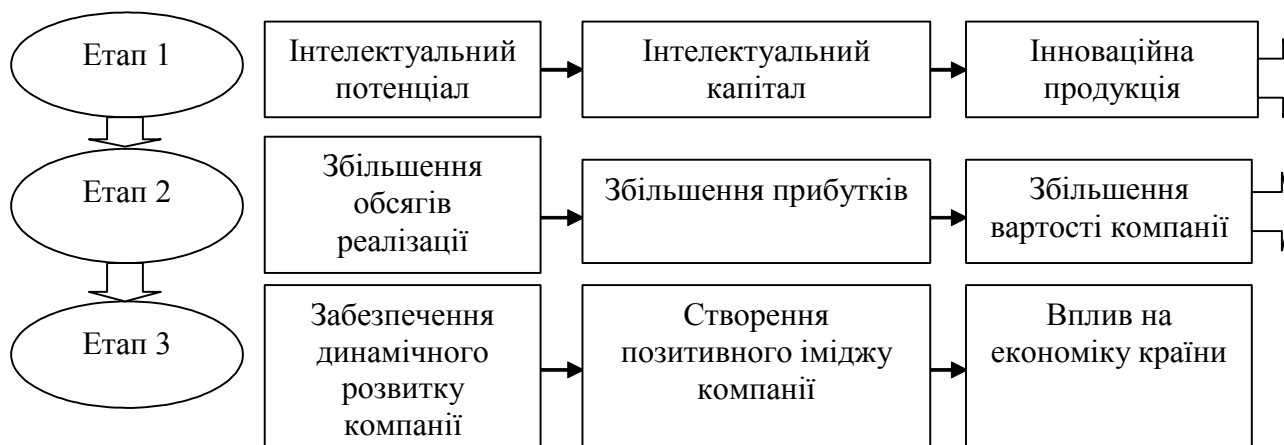 Етап 1
Інтелектуальний
потенціал
Інтелектуальний
капітал
Інноваційна
продукція
Етап 2
Збільшення
обсягів
реалізації
Збільшення прибутків
Збільшення
вартості компанії
Етап 3
Забезпечення
динамічного
розвитку
компанії
Створення
позитивного іміджу
компанії
Вплив на
економіку країни